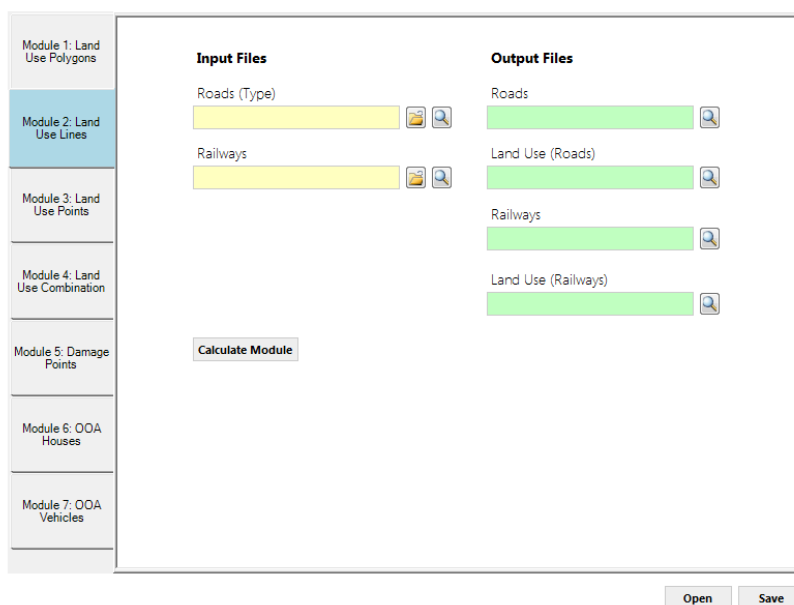 Module 1: Land
Use Polygons
Module 2: Land
Use Lines
Module 3: Land
Use Points
Module 4: Land
Use Combination
Module 5: Damage
Points
Module 6: OOA
Houses
Module 7: OOA
Vehicles
Input Files
Roads (Type)
Railways
Calculate Module
Output Files
Roads
Land Use (Roads)
Railways
Land Use (Railways)
Open
Save